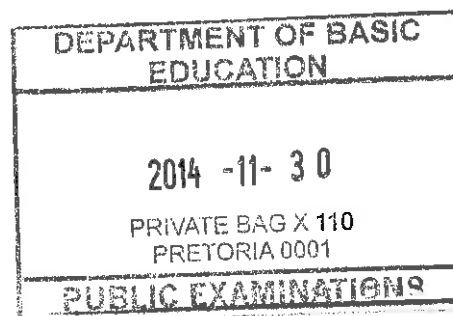 DEPARTMENT OF BASIC
EDUCATION
2014 -11- 30
PRIVATE BAG X 110
PRETORIA 0001
PUBLIC EXAMINATIONS